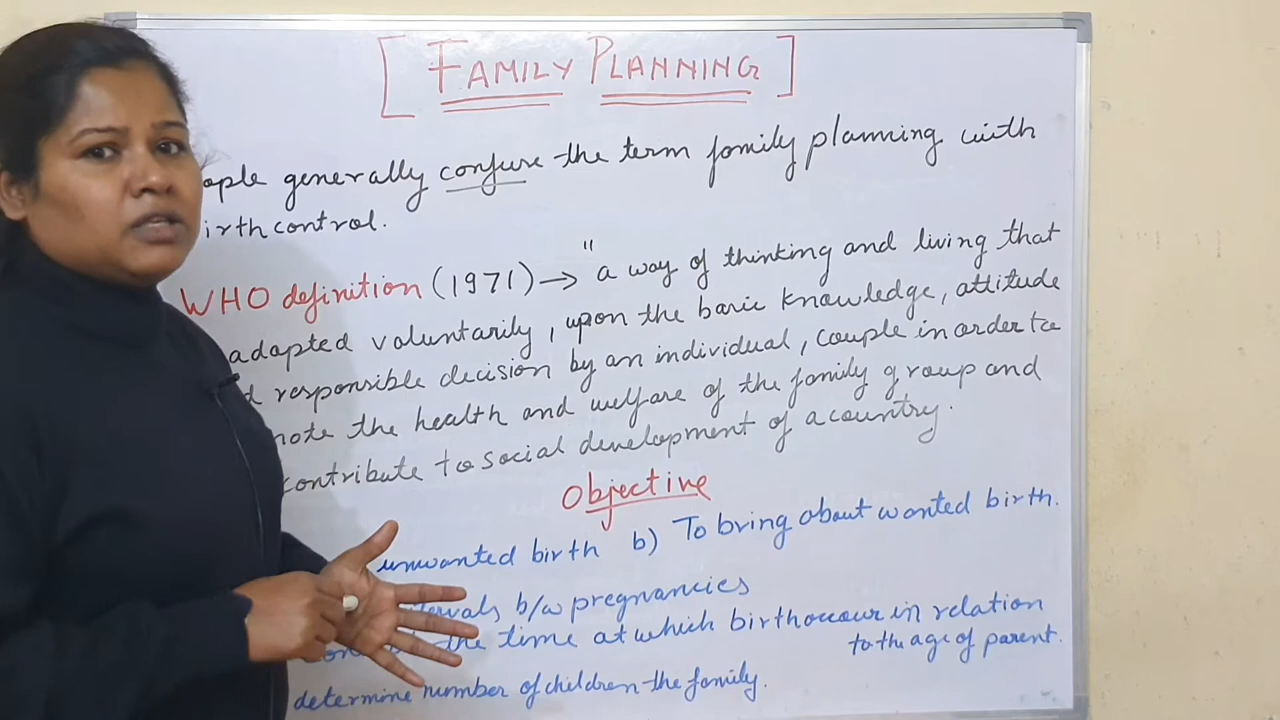 [ FAMILY PLANNING ]
generally confuse the term family planning with
birth control.
WHO definition (1971) → "a way of thinking and living that
adapted voluntarily, upon the basic knowledge, attitude
responsible decision by an individual, couple in order to
the health and welfare of the family group and
contribute to social development of a country.
Objective
unwanted birth b) To bring about wanted birth.
b/w pregnancies
the time at which birth occour in relation
to the age of parent.
determine number of children the family.